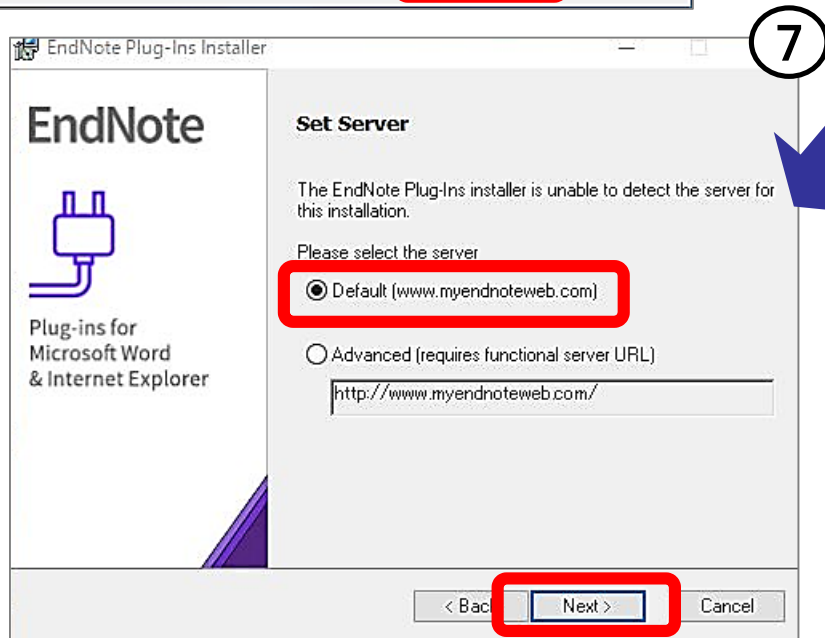 ⑦
EndNote Plug-Ins Installer
EndNote
Plug-ins for
Microsoft Word
& Internet Explorer
Set Server
The EndNote Plug-Ins installer is unable to detect the server for
this installation.
Please select the server
Default (www.myendnoteweb.com)
Advanced (requires functional server URL)
http://www.myendnoteweb.com/
< Bac
Next >
Cancel